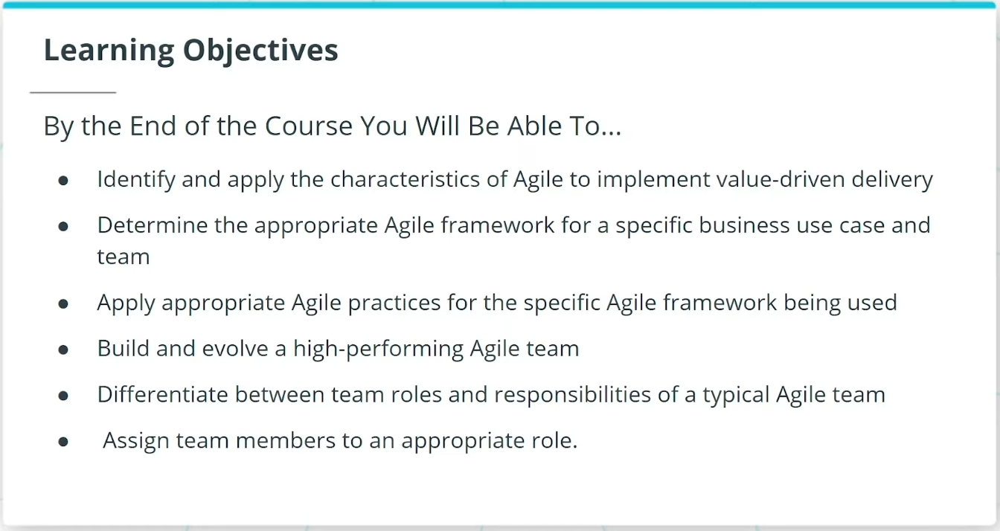 Learning Objectives
By the End of the Course You Will Be Able To...
● Identify and apply the characteristics of Agile to implement value-driven delivery
● Determine the appropriate Agile framework for a specific business use case and
team
● Apply appropriate Agile practices for the specific Agile framework being used
● Build and evolve a high-performing Agile team
● Differentiate between team roles and responsibilities of a typical Agile team
● Assign team members to an appropriate role.